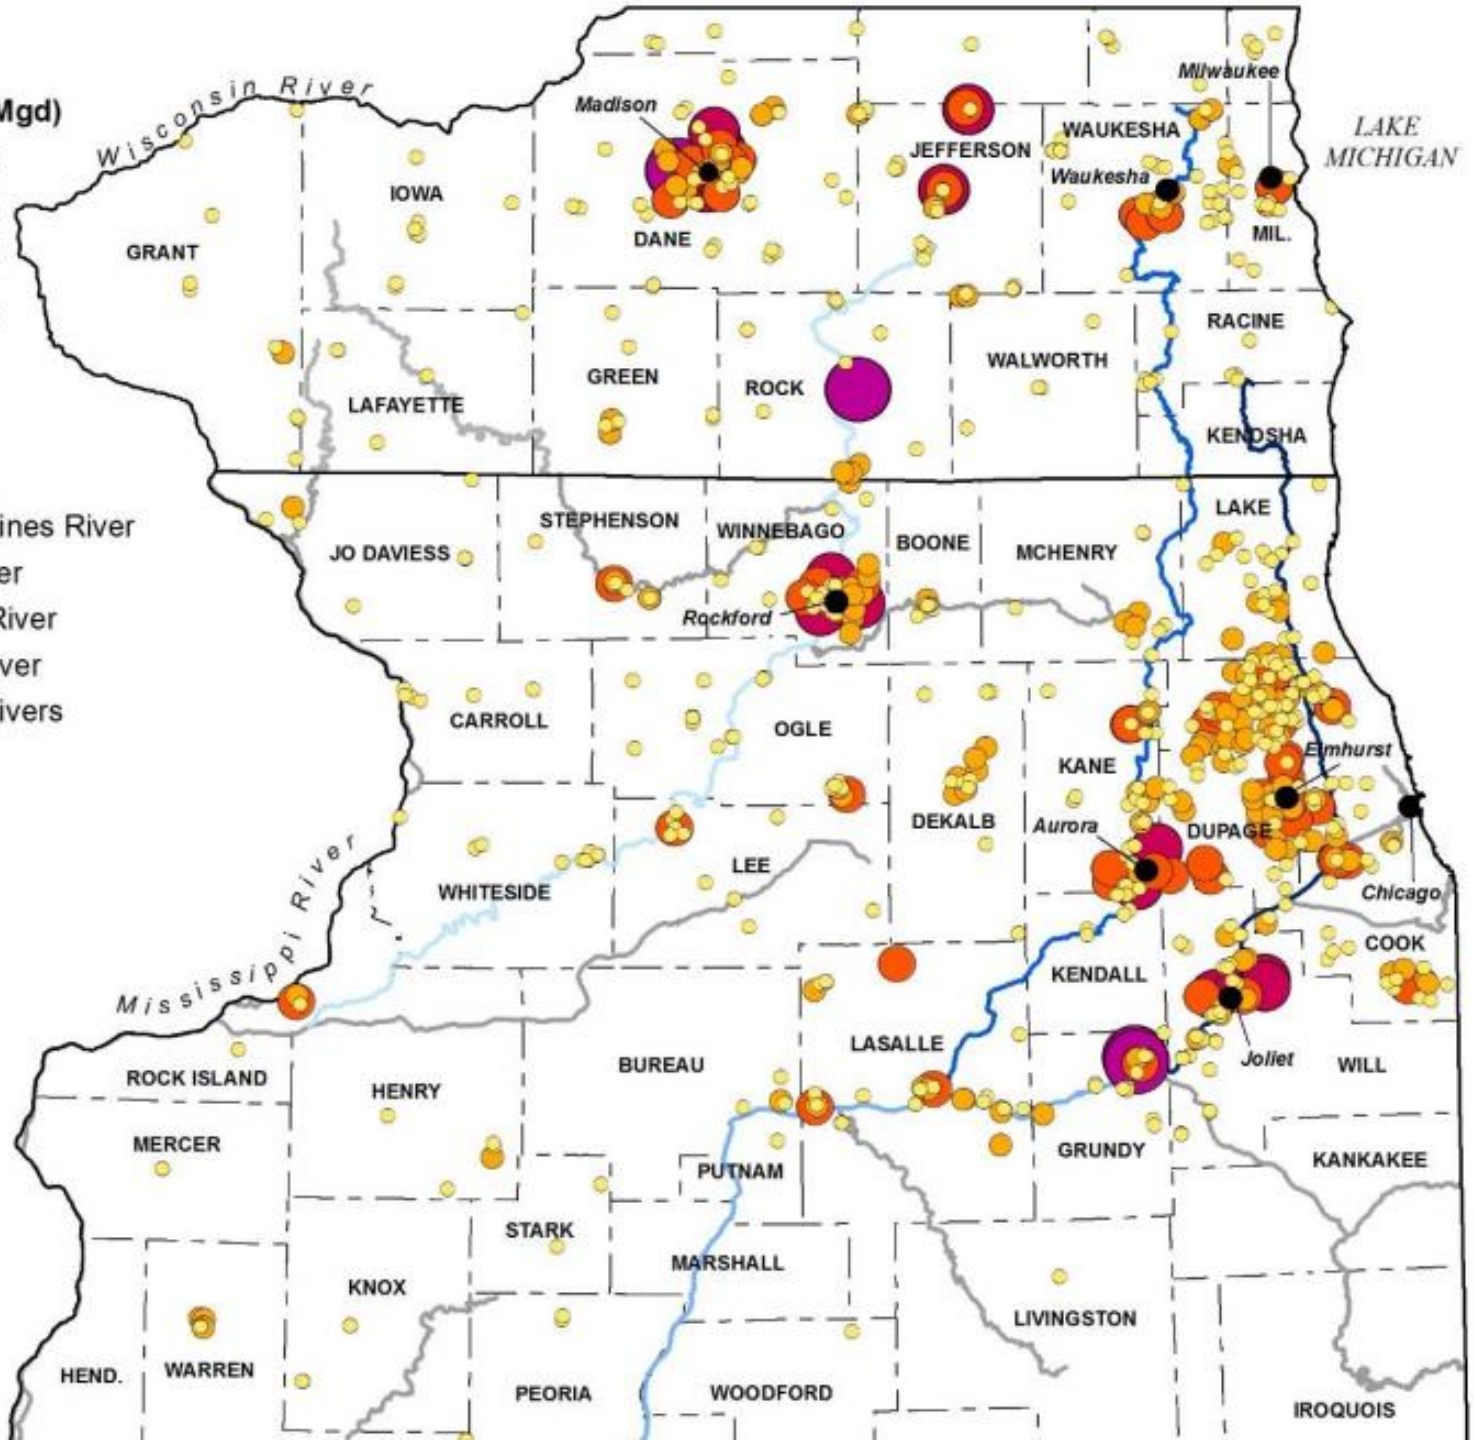 Mgd)
Wisconsin River
Madison
Milwaukee
LAKE
MICHIGAN
JEFFERSON
WAUKESHA
Waukesha
IOWA
GRANT
DANE
MIL.
RACINE
GREEN
ROCK
WALWORTH
LAFAYETTE
KENOSHA
ines River
er
River
ver
ivers
JO DAVIESS
STEPHENSON
WINNEBAGO
BOONE
MCHENRY
LAKE
Rockford
CARROLL
OGLE
KANE
Elmhurst
DEKALB
Aurora
DUPAGE
WHITESIDE
LEE
Chicago
Mississippi River
COOK
KENDALL
LASALLE
Joliet
WILL
ROCK ISLAND
HENRY
BUREAU
MERCER
PUTNAM
GRUNDY
KANKAKEE
STARK
MARSHALL
KNOX
LIVINGSTON
HEND.
WARREN
PEORIA
WOODFORD
IROQUOIS